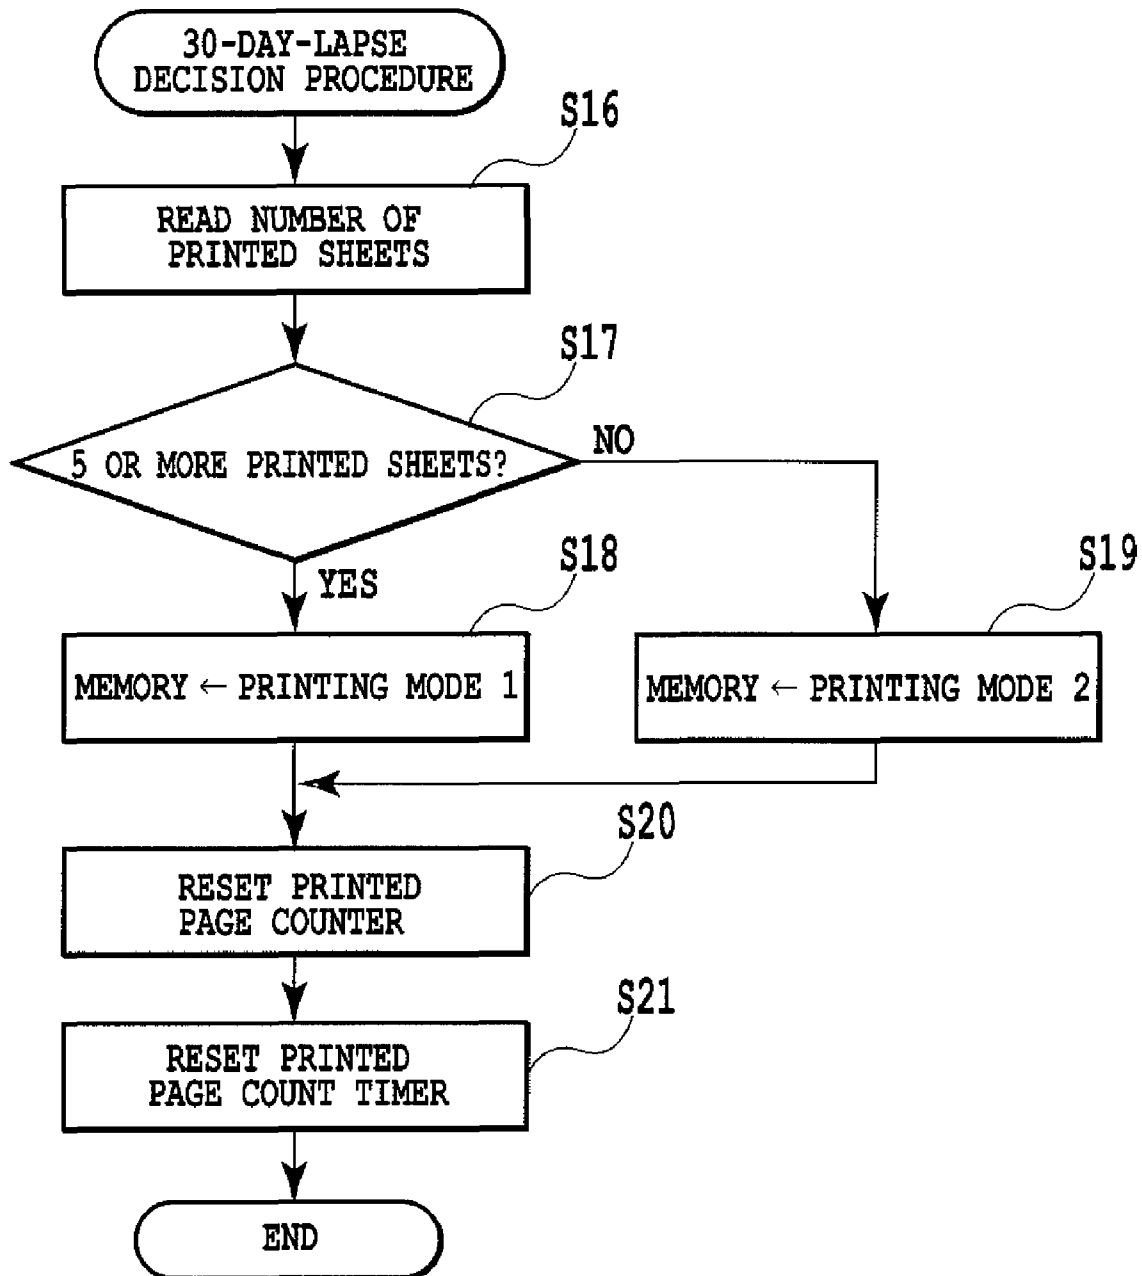 30-DAY-LAPSE
DECISION PROCEDURE
S16
READ NUMBER OF
PRINTED SHEETS
S17
5 OR MORE PRINTED SHEETS?
NO
YES
S18
S19
MEMORY ← PRINTING MODE 1
MEMORY ← PRINTING MODE 2
S20
RESET PRINTED
PAGE COUNTER
S21
RESET PRINTED
PAGE COUNT TIMER
END